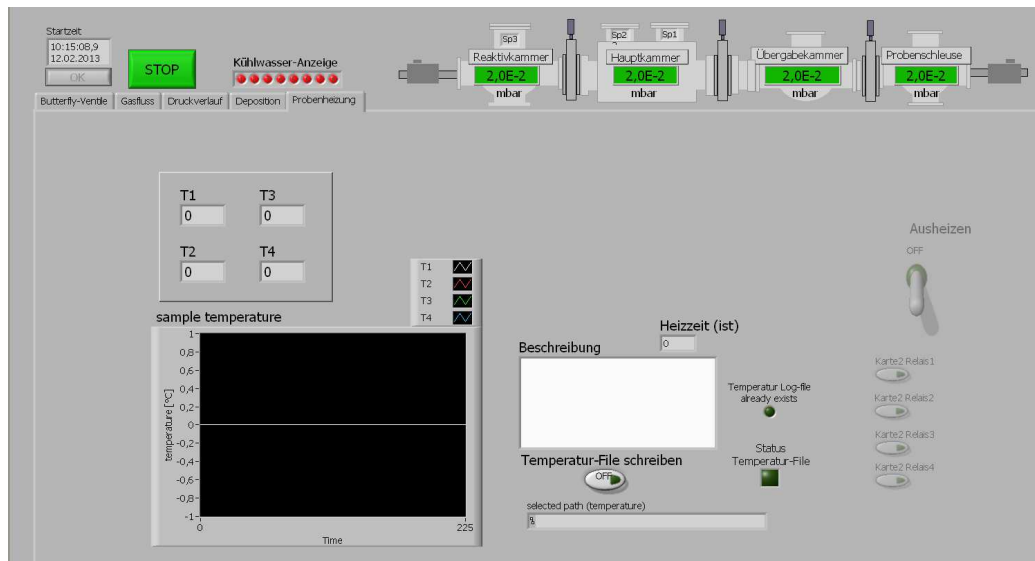 Startzeit
10:15:08,9
12.02.2013
OK
STOP
Kühlwasser-Anzeige
Sp3
Sp2
Sp1
Reaktivkammer
Hauptkammer
Übergabekammer
Probenschleuse
2,0E-2
2,0E-2
2,0E-2
2,0E-2
mbar
mbar
mbar
mbar
Butterfly-Ventile
Gasfluss
Druckverlauf
Deposition
Probenheizung
T1
T3
0
0
T2
T4
0
0
T1
T2
T3
T4
sample temperature
1
0,8
0,6
0,4
0,2
0
-0,2
-0,4
-0,6
-0,8
-1
temperature [°C]
0
225
Time
Heizzeit (ist)
0
Beschreibung
Temperatur Log-file
already exists
Temperatur-File schreiben
OFF
Status
Temperatur-File
selected path (temperature)
Ausheizen
OFF
Karte2 Relais1
Karte2 Relais2
Karte2 Relais3
Karte2 Relais4